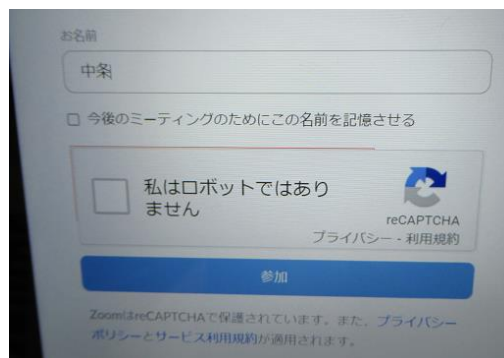 お名前
中条
今後のミーティングのためにこの名前を記憶させる
私はロボットではあり
ません
reCAPTCHA
プライバシー - 利用規約
参加
ZoomはreCAPTCHAで保護されています。また、プライバシー
ポリシーとサービス利用規約が適用されます。